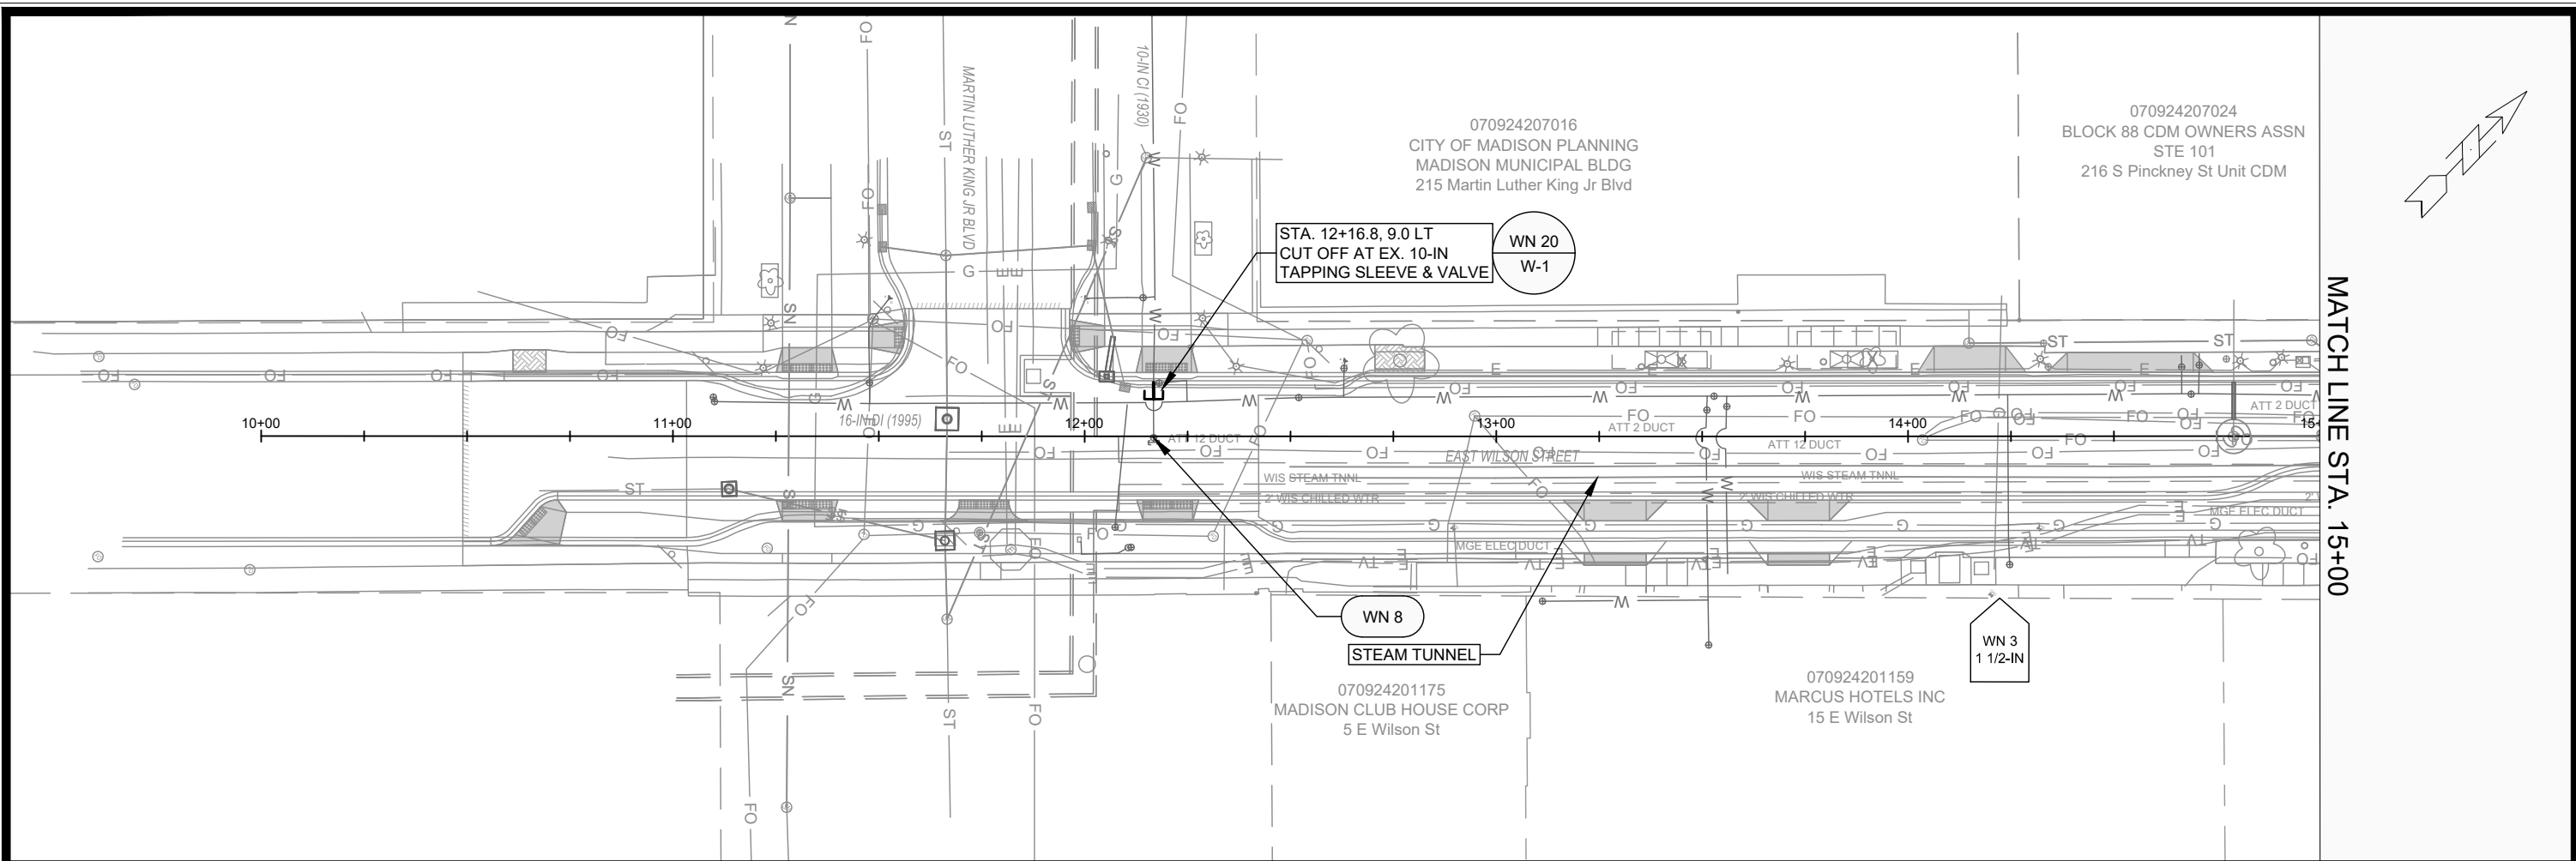 MARTIN LUTHER KING JR BLVD
10-IN CI (1930)
070924207016
CITY OF MADISON PLANNING
MADISON MUNICIPAL BLDG
215 Martin Luther King Jr Blvd
070924207024
BLOCK 88 CDM OWNERS ASSN
STE 101
216 S Pinckney St Unit CDM
STA. 12+16.8, 9.0 LT
CUT OFF AT EX. 10-IN
TAPPING SLEEVE & VALVE
WN 20
W-1
MATCH LINE STA. 15+00
16-IN DI (1995)
10+00
11+00
12+00
13+00
14+00
15+
ATT 12 DUCT
ATT 2 DUCT
ATT 12 DUCT
ATT 2 DUCT
EAST WILSON STREET
WIS STEAM TNNL
WIS STEAM TNNL
2' WIS CHILLED WTR
2' WIS CHILLED WTR
2'
MGE ELEC DUCT
MGE ELEC DUCT
FO
ST
SN
G
E
W
TV
WN 8
STEAM TUNNEL
WN 3
1 1/2-IN
070924201175
MADISON CLUB HOUSE CORP
5 E Wilson St
070924201159
MARCUS HOTELS INC
15 E Wilson St